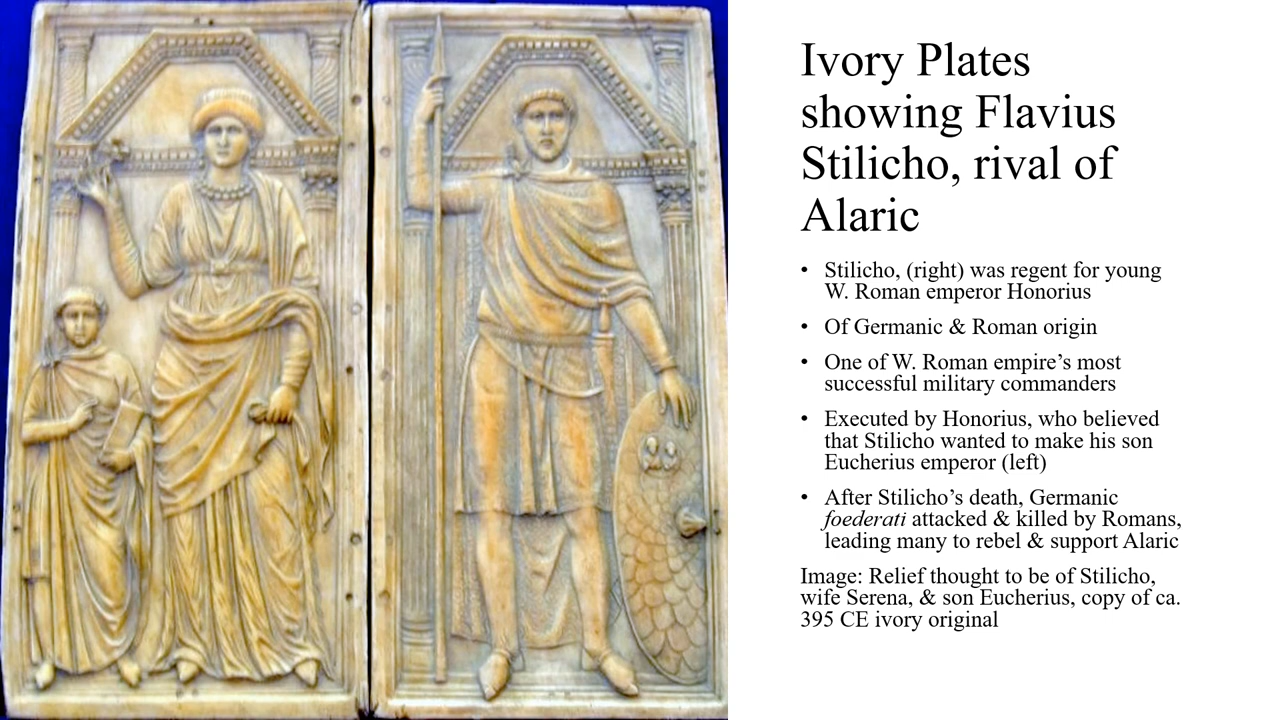 Ivory Plates
showing Flavius
Stilicho, rival of
Alaric
• Stilicho, (right) was regent for young
W. Roman emperor Honorius
• Of Germanic & Roman origin
• One of W. Roman empire’s most
successful military commanders
• Executed by Honorius, who believed
that Stilicho wanted to make his son
Eucherius emperor (left)
• After Stilicho’s death, Germanic
foederati attacked & killed by Romans,
leading many to rebel & support Alaric
Image: Relief thought to be of Stilicho,
wife Serena, & son Eucherius, copy of ca.
395 CE ivory original